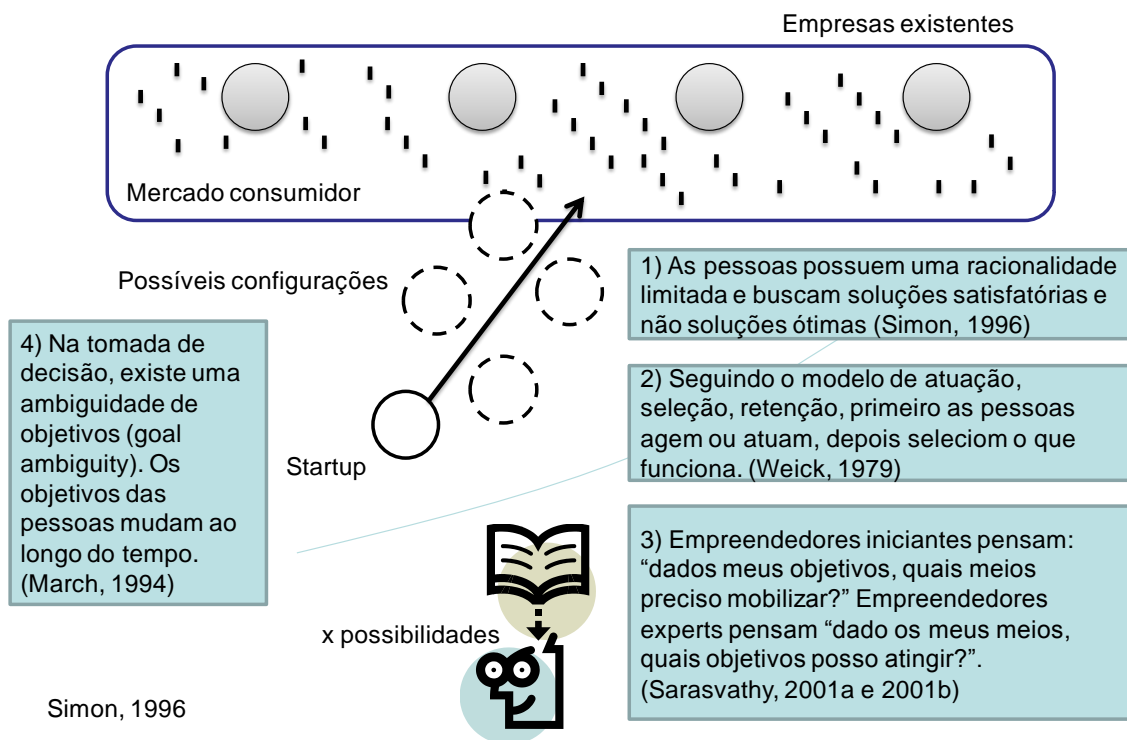 Empresas existentes
Mercado consumidor
Possíveis configurações
1) As pessoas possuem uma racionalidade
limitada e buscam soluções satisfatórias e
não soluções ótimas (Simon, 1996)
4) Na tomada de
decisão, existe uma
ambiguidade de
objetivos (goal
ambiguity). Os
objetivos das
pessoas mudam ao
longo do tempo.
(March, 1994)
2) Seguindo o modelo de atuação,
seleção, retenção, primeiro as pessoas
agem ou atuam, depois seleciom o que
funciona. (Weick, 1979)
Startup
3) Empreendedores iniciantes pensam:
“dados meus objetivos, quais meios
preciso mobilizar?” Empreendedores
experts pensam “dado os meus meios,
quais objetivos posso atingir?”.
(Sarasvathy, 2001a e 2001b)
x possibilidades
Simon, 1996